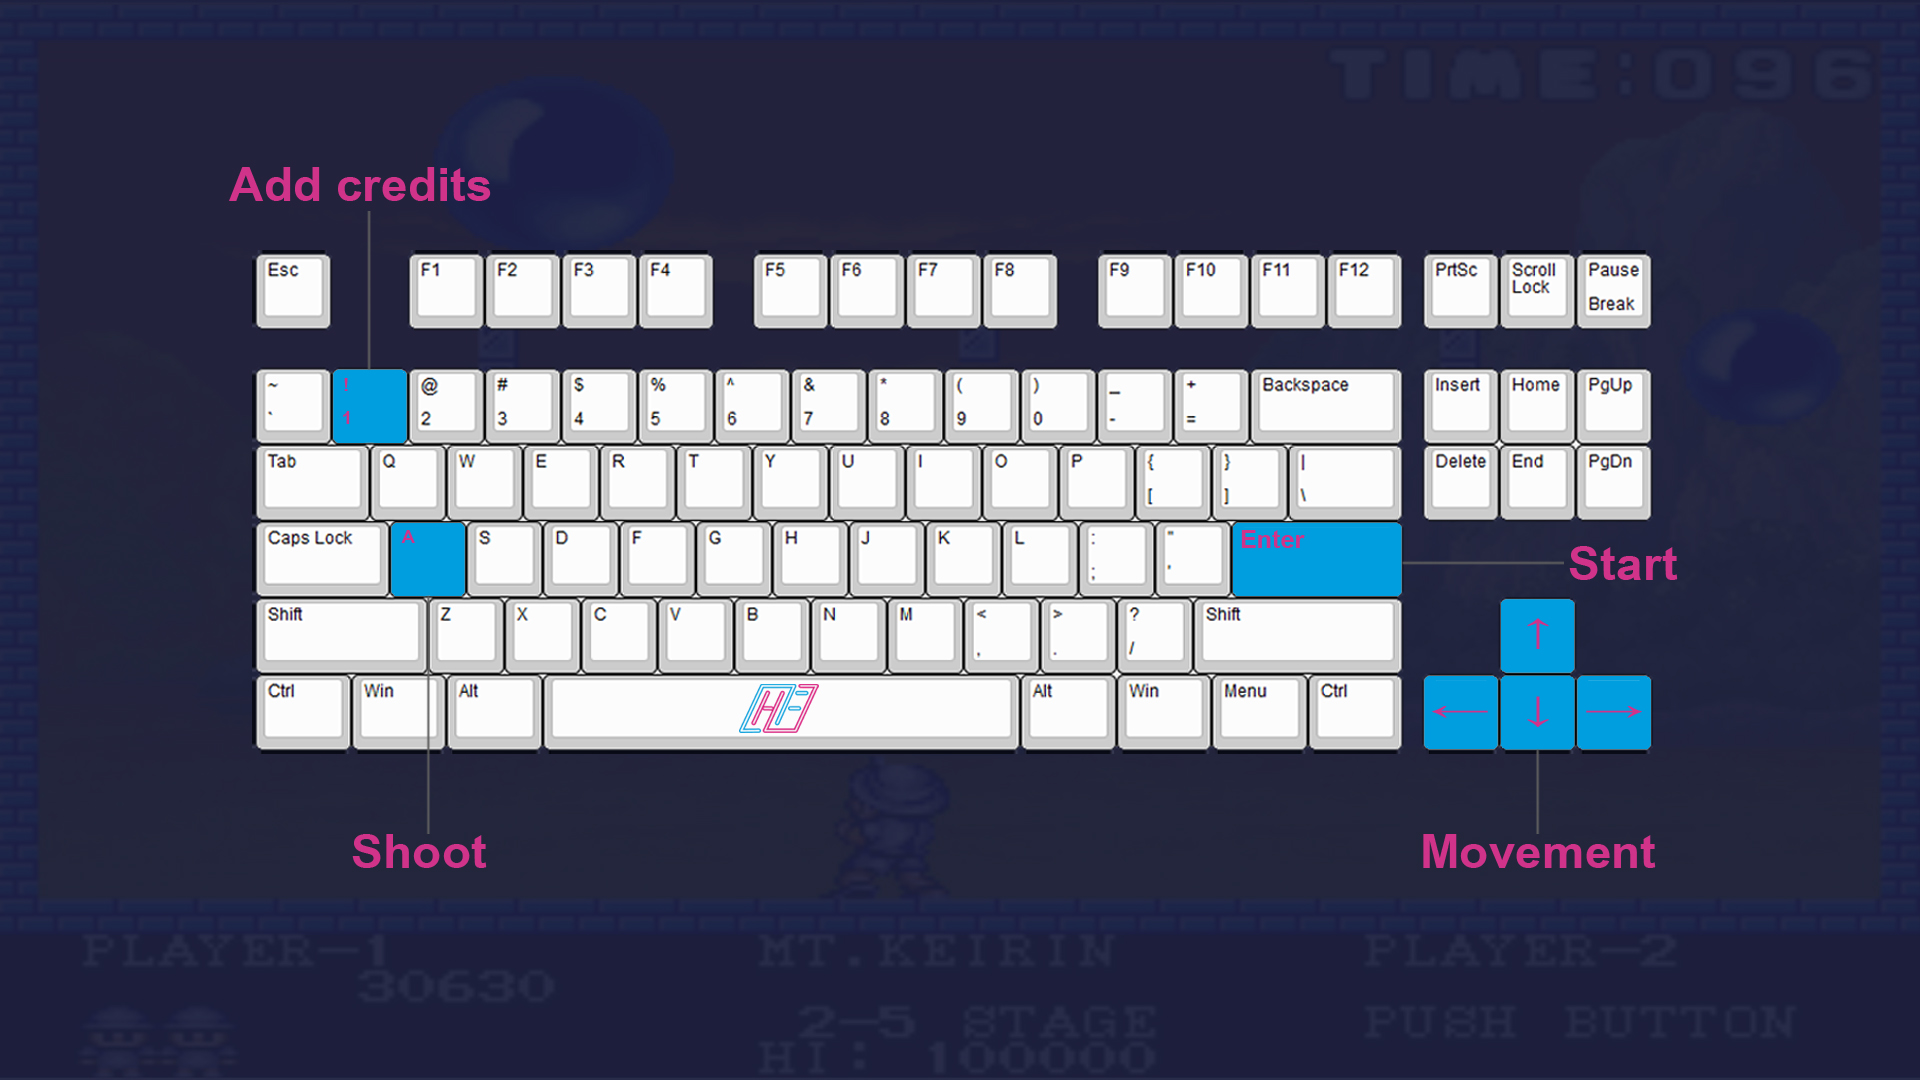 TIME:096
Add credits
Esc F1 F2 F3 F4 F5 F6 F7 F8 F9 F10 F11 F12 PrtSc Scroll Pause
Lock
Break
~ ! @ # $ % ^ & * ( ) _ + Backspace Insert Home PgUp
` 1 2 3 4 5 6 7 8 9 0 - =
Tab Q W E R T Y U I O P { } | Delete End PgDn
[ ] \
Caps Lock A S D F G H J K L : " Enter
; '
Start
Shift Z X C V B N M < > ? Shift ↑
, . /
Ctrl Win Alt Alt Win Menu Ctrl ← ↓ →
Shoot
Movement
PLAYER-1 MT.KEIRIN PLAYER-2
30630
2-5 STAGE PUSH BUTTON
HI: 100000